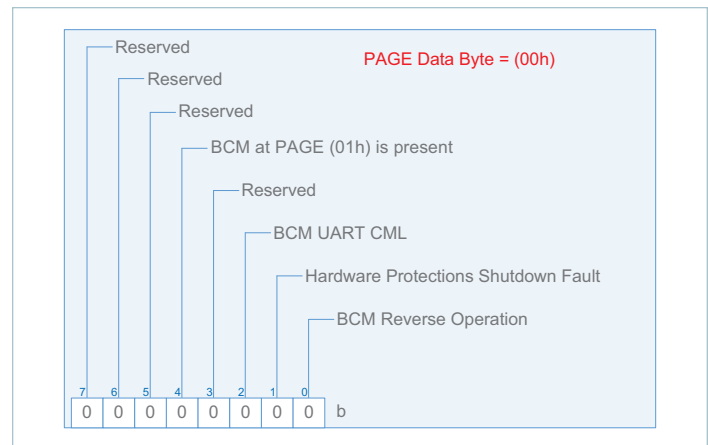 Reserved
PAGE Data Byte = (00h)
Reserved
Reserved
BCM at PAGE (01h) is present
Reserved
BCM UART CML
Hardware Protections Shutdown Fault
BCM Reverse Operation
7 6 5 4 3 2 1 0
0 0 0 0 0 0 0 0 b